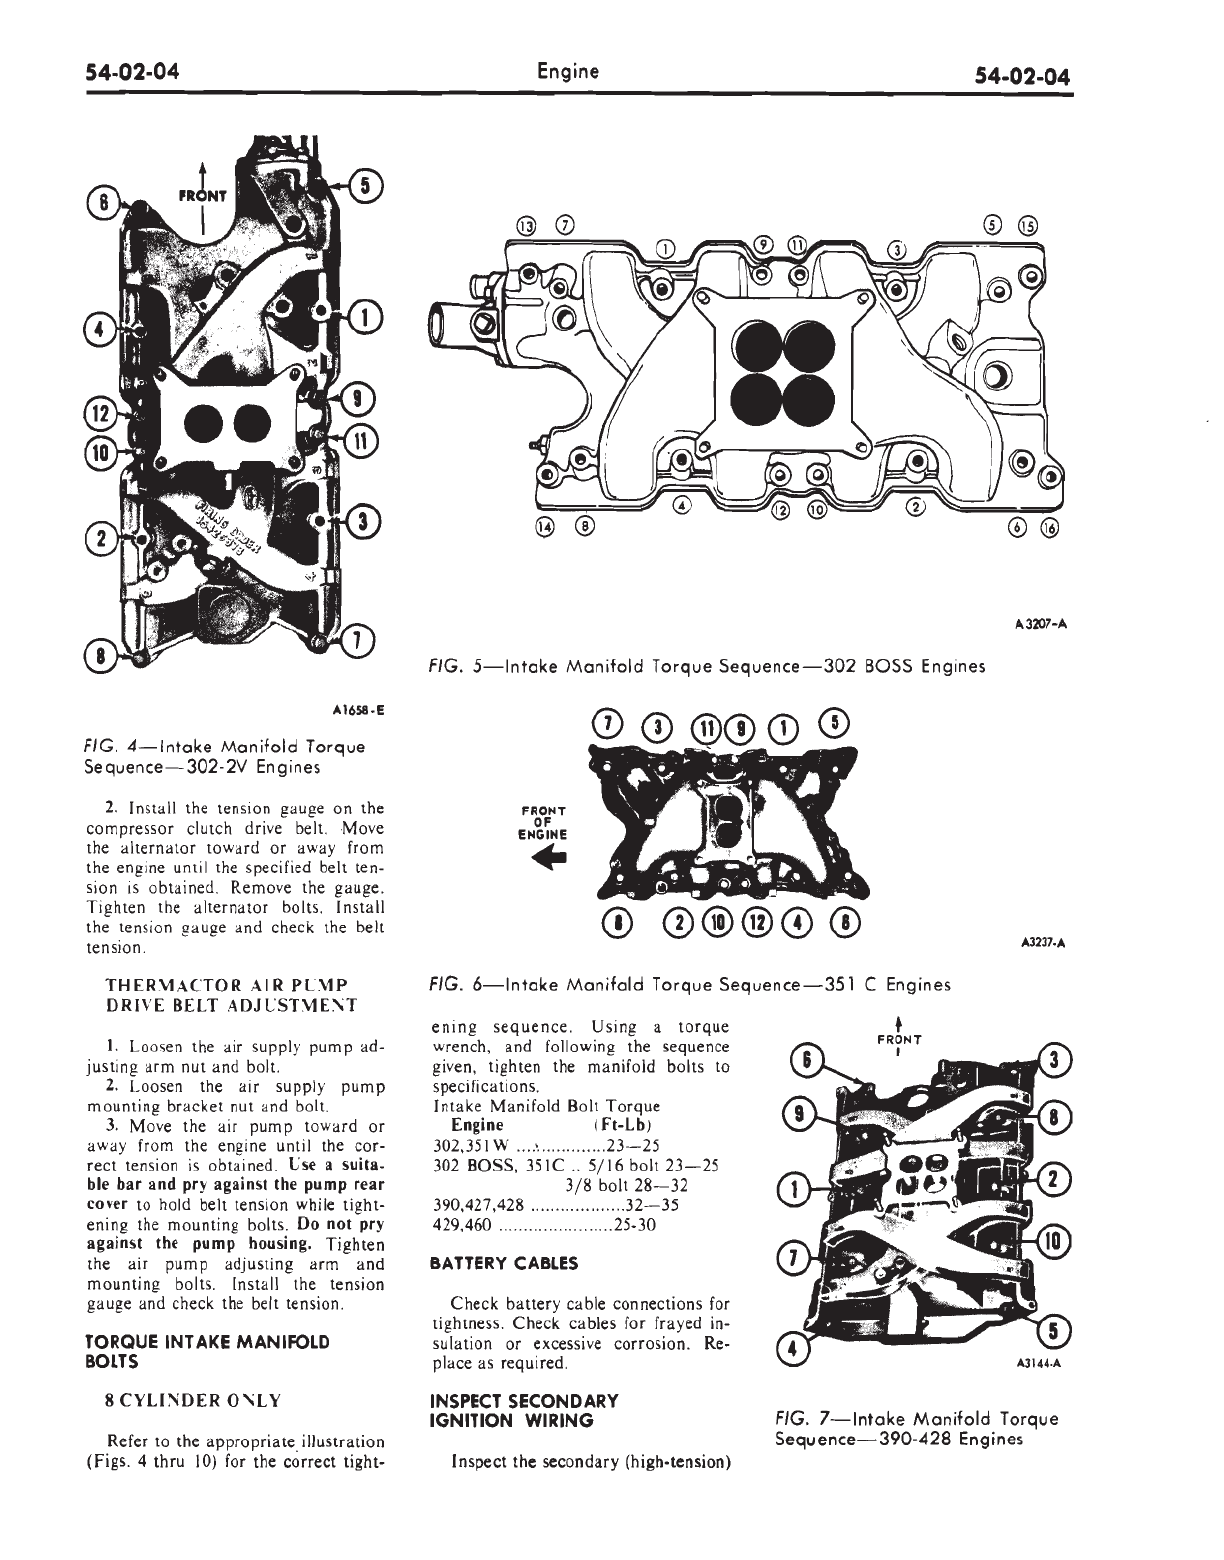 54-02-04 Engine 54-02-04
FRONT
6
5
4
1
12
9
10
11
2
3
8
7
A1658-E
FIG. 4—Intake Manifold Torque
Sequence—302-2V Engines
2. Install the tension gauge on the
compressor clutch drive belt. Move
the alternator toward or away from
the engine until the specified belt ten-
sion is obtained. Remove the gauge.
Tighten the alternator bolts. Install
the tension gauge and check the belt
tension.
THERMACTOR AIR PUMP
DRIVE BELT ADJUSTMENT
1. Loosen the air supply pump ad-
justing arm nut and bolt.
2. Loosen the air supply pump
mounting bracket nut and bolt.
3. Move the air pump toward or
away from the engine until the cor-
rect tension is obtained. Use a suita-
ble bar and pry against the pump rear
cover to hold belt tension while tight-
ening the mounting bolts. Do not pry
against the pump housing. Tighten
the air pump adjusting arm and
mounting bolts. Install the tension
gauge and check the belt tension.
TORQUE INTAKE MANIFOLD
BOLTS
8 CYLINDER ONLY
Refer to the appropriate illustration
(Figs. 4 thru 10) for the correct tight-
13 7 1 9 11 3 5 15
14 8 4 12 10 2 6 16
A3207-A
FIG. 5—Intake Manifold Torque Sequence—302 BOSS Engines
7 3 11 9 1 5
FRONT
OF
ENGINE
8 2 10 12 4 6
A3237-A
FIG. 6—Intake Manifold Torque Sequence—351 C Engines
ening sequence. Using a torque
wrench, and following the sequence
given, tighten the manifold bolts to
specifications.
Intake Manifold Bolt Torque
Engine (Ft-Lb)
302,351W ..................23—25
302 BOSS, 351C .. 5/16 bolt 23—25
3/8 bolt 28—32
390,427,428 ...................32—35
429,460 .......................25-30
BATTERY CABLES
Check battery cable connections for
tightness. Check cables for frayed in-
sulation or excessive corrosion. Re-
place as required.
INSPECT SECONDARY
IGNITION WIRING
Inspect the secondary (high-tension)
FRONT
6
3
9
8
1
2
7
10
4
5
A3144-A
FIG. 7—Intake Manifold Torque
Sequence—390-428 Engines